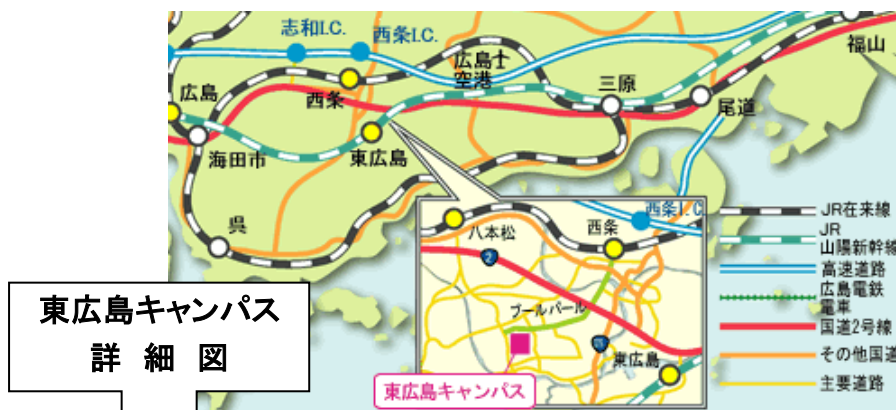 志和I.C.
西条I.C.
広島
空港
福山
広島
西条
三原
尾道
海田市
東広島
呉
西条I.C.
八本松
西条
2
ブールバール
東広島
東広島キャンパス
東広島キャンパス
詳 細 図
JR在来線
JR
山陽新幹線
高速道路
広島電鉄
電車
国道2号線
その他国道
主要道路